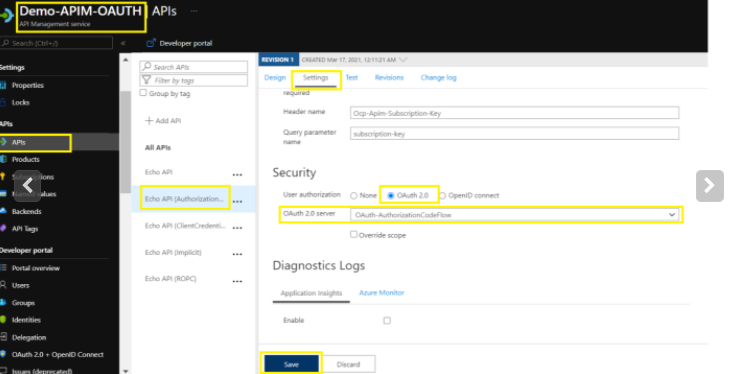 Demo-APIM-OAUTH | APIs ...
API Management service
Search (Ctrl+/)
«
Developer portal
Settings
Properties
Locks
APIs
APIs
Products
Backends
API Tags
Developer portal
Portal overview
Users
Groups
Identities
Delegation
OAuth 2.0 + OpenID Connect
Issues (deprecated)
Search APIs
Filter by tags
Group by tag
+ Add API
All APIs
Echo API ...
Echo API (Authorization... ...
Echo API (ClientCredenti... ...
Echo API (Implicit) ...
Echo API (ROPC) ...
REVISION 1 CREATED Mar 17, 2021, 12:11:21 AM
Design Settings Test Revisions Change log
required
Header name Ocp-Apim-Subscription-Key
Query parameter name subscription-key
Security
User authorization None OAuth 2.0 OpenID connect
OAuth 2.0 server OAuth-AuthorizationCodeFlow
Override scope
Diagnostics Logs
Application Insights Azure Monitor
Enable
Save Discard